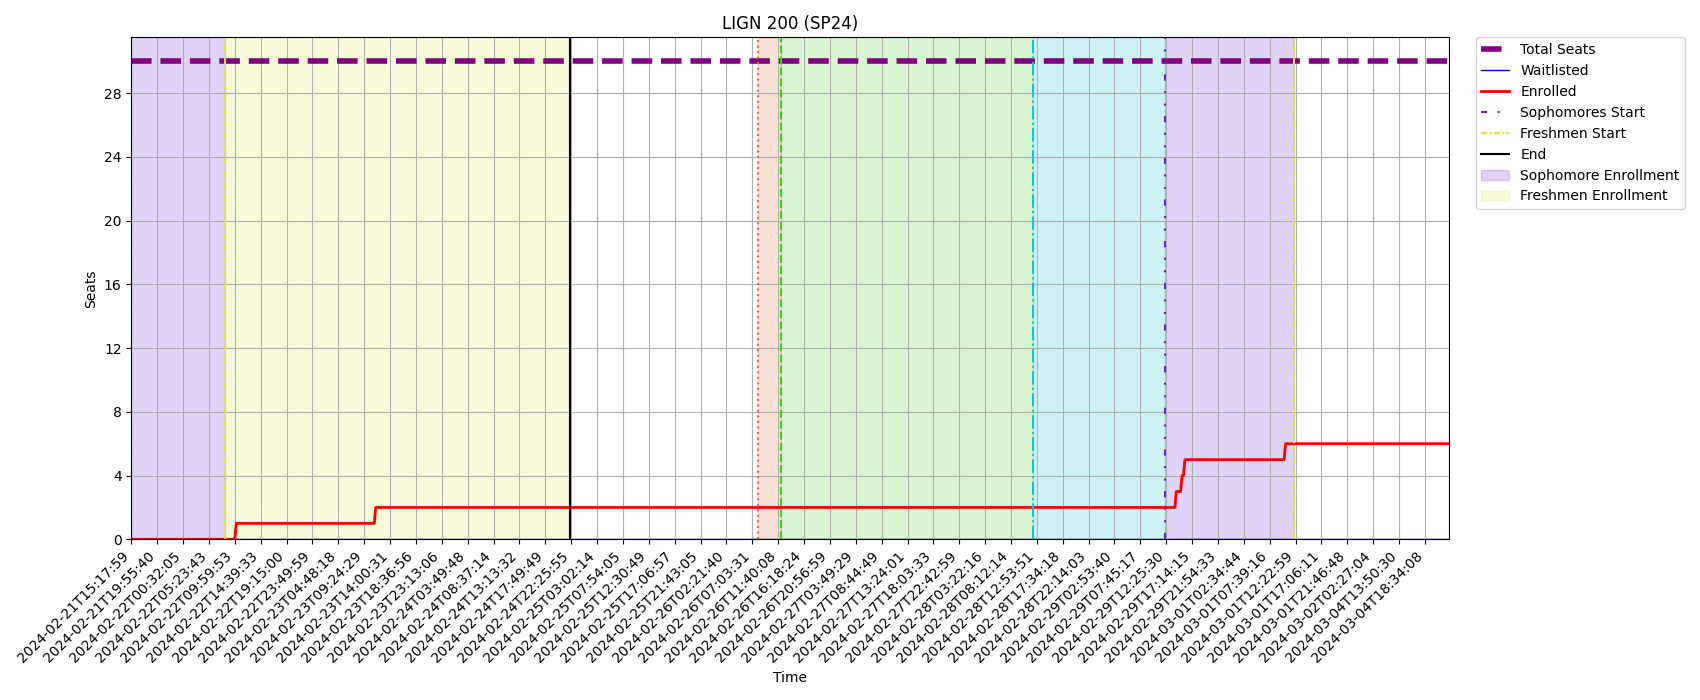 LIGN 200 (SP24)
Total Seats
Waitlisted
Enrolled
Sophomores Start
Freshmen Start
End
Sophomore Enrollment
Freshmen Enrollment
Seats
28
24
20
16
12
8
4
0
2024-02-21T15:17:59
2024-02-21T19:55:40
2024-02-22T00:32:05
2024-02-22T05:23:43
2024-02-22T09:59:53
2024-02-22T14:39:33
2024-02-22T19:15:00
2024-02-22T23:49:59
2024-02-23T04:48:18
2024-02-23T09:24:29
2024-02-23T14:00:31
2024-02-23T18:36:56
2024-02-23T23:13:06
2024-02-24T03:49:48
2024-02-24T08:37:14
2024-02-24T13:13:32
2024-02-24T17:49:49
2024-02-24T22:25:55
2024-02-25T03:02:14
2024-02-25T07:54:05
2024-02-25T12:30:49
2024-02-25T17:06:57
2024-02-25T21:43:05
2024-02-26T02:21:40
2024-02-26T07:03:31
2024-02-26T11:40:08
2024-02-26T16:18:24
2024-02-26T20:56:59
2024-02-27T03:49:29
2024-02-27T08:44:49
2024-02-27T13:24:01
2024-02-27T18:03:33
2024-02-27T22:42:59
2024-02-28T03:22:16
2024-02-28T08:12:14
2024-02-28T12:53:51
2024-02-28T17:34:18
2024-02-28T22:14:03
2024-02-29T02:53:40
2024-02-29T07:45:17
2024-02-29T12:25:30
2024-02-29T17:14:15
2024-02-29T21:54:33
2024-03-01T02:34:44
2024-03-01T07:39:16
2024-03-01T12:22:59
2024-03-01T17:06:11
2024-03-01T21:46:48
2024-03-02T02:27:04
2024-03-04T13:50:30
2024-03-04T18:34:08
Time